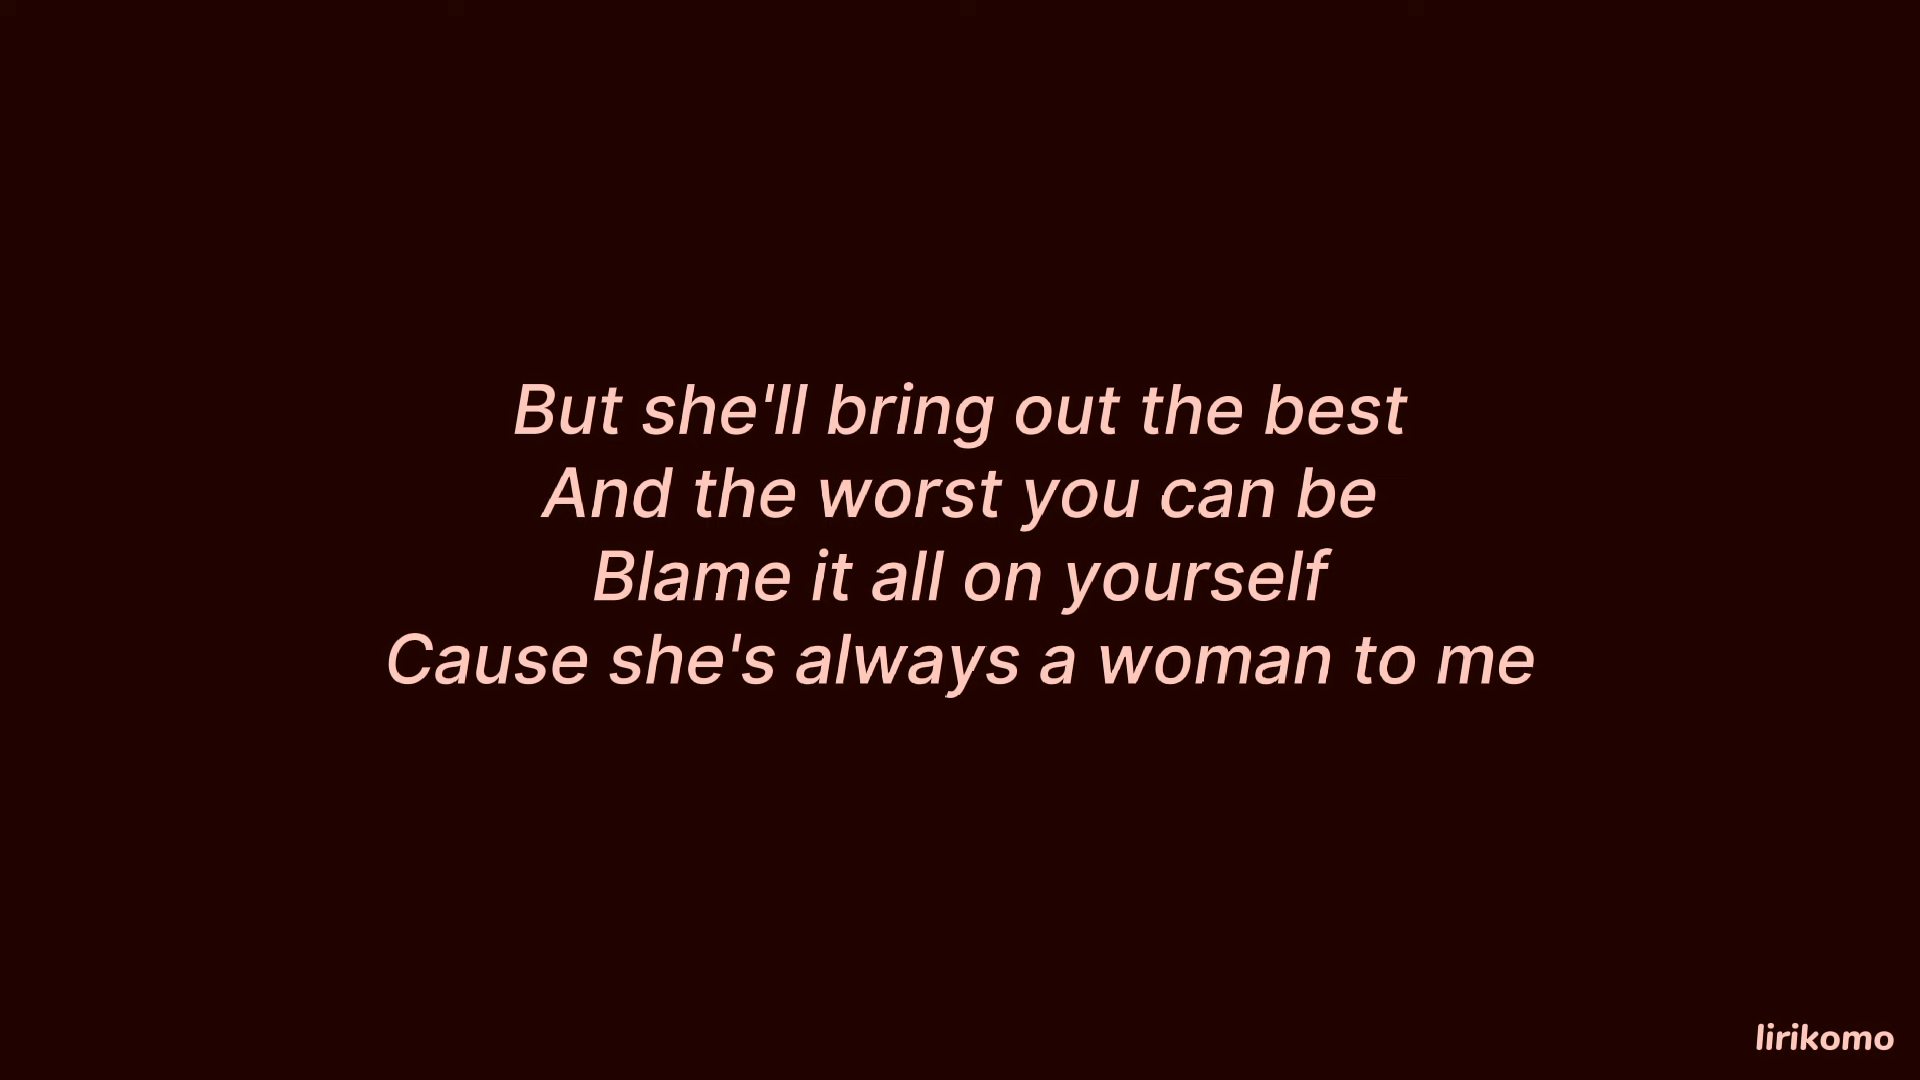 But she'll bring out the best
And the worst you can be
Blame it all on yourself
Cause she's always a woman to me
lirikomo